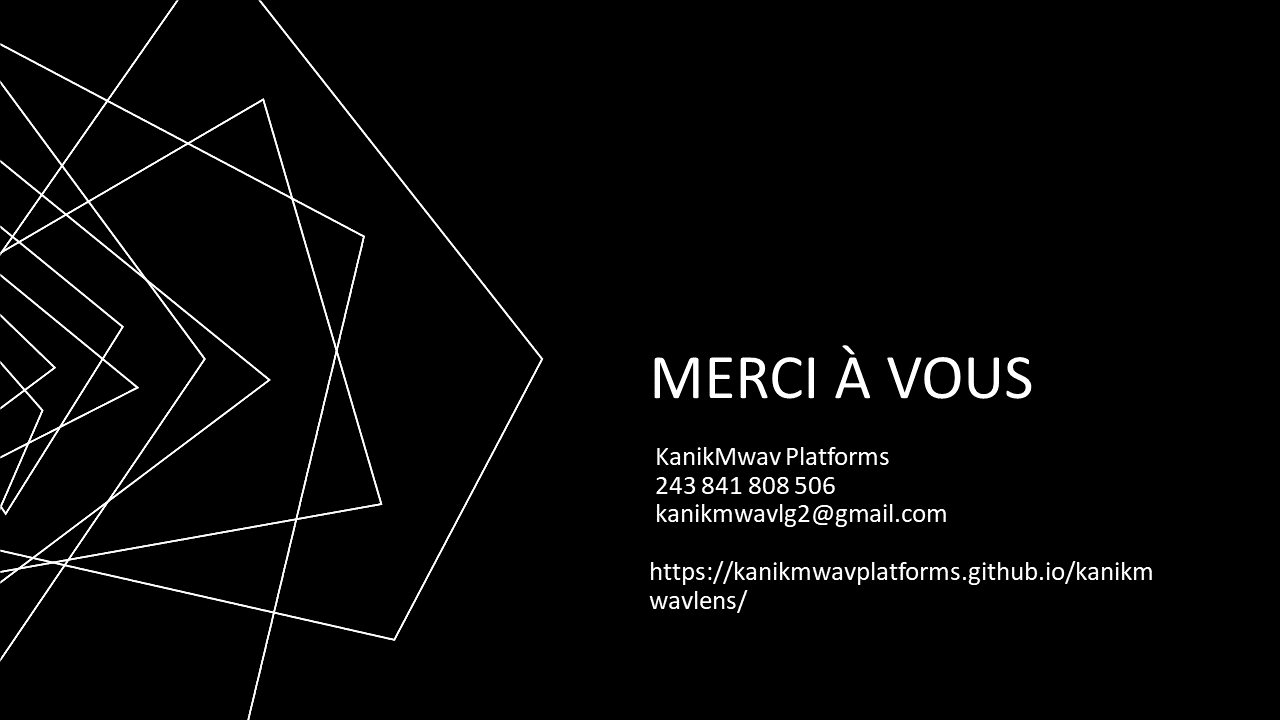 MERCI À VOUS
KanikMwav Platforms
243 841 808 506
kanikmwavlg2@gmail.com
https://kanikmwavplatforms.github.io/kanikm
wavlens/